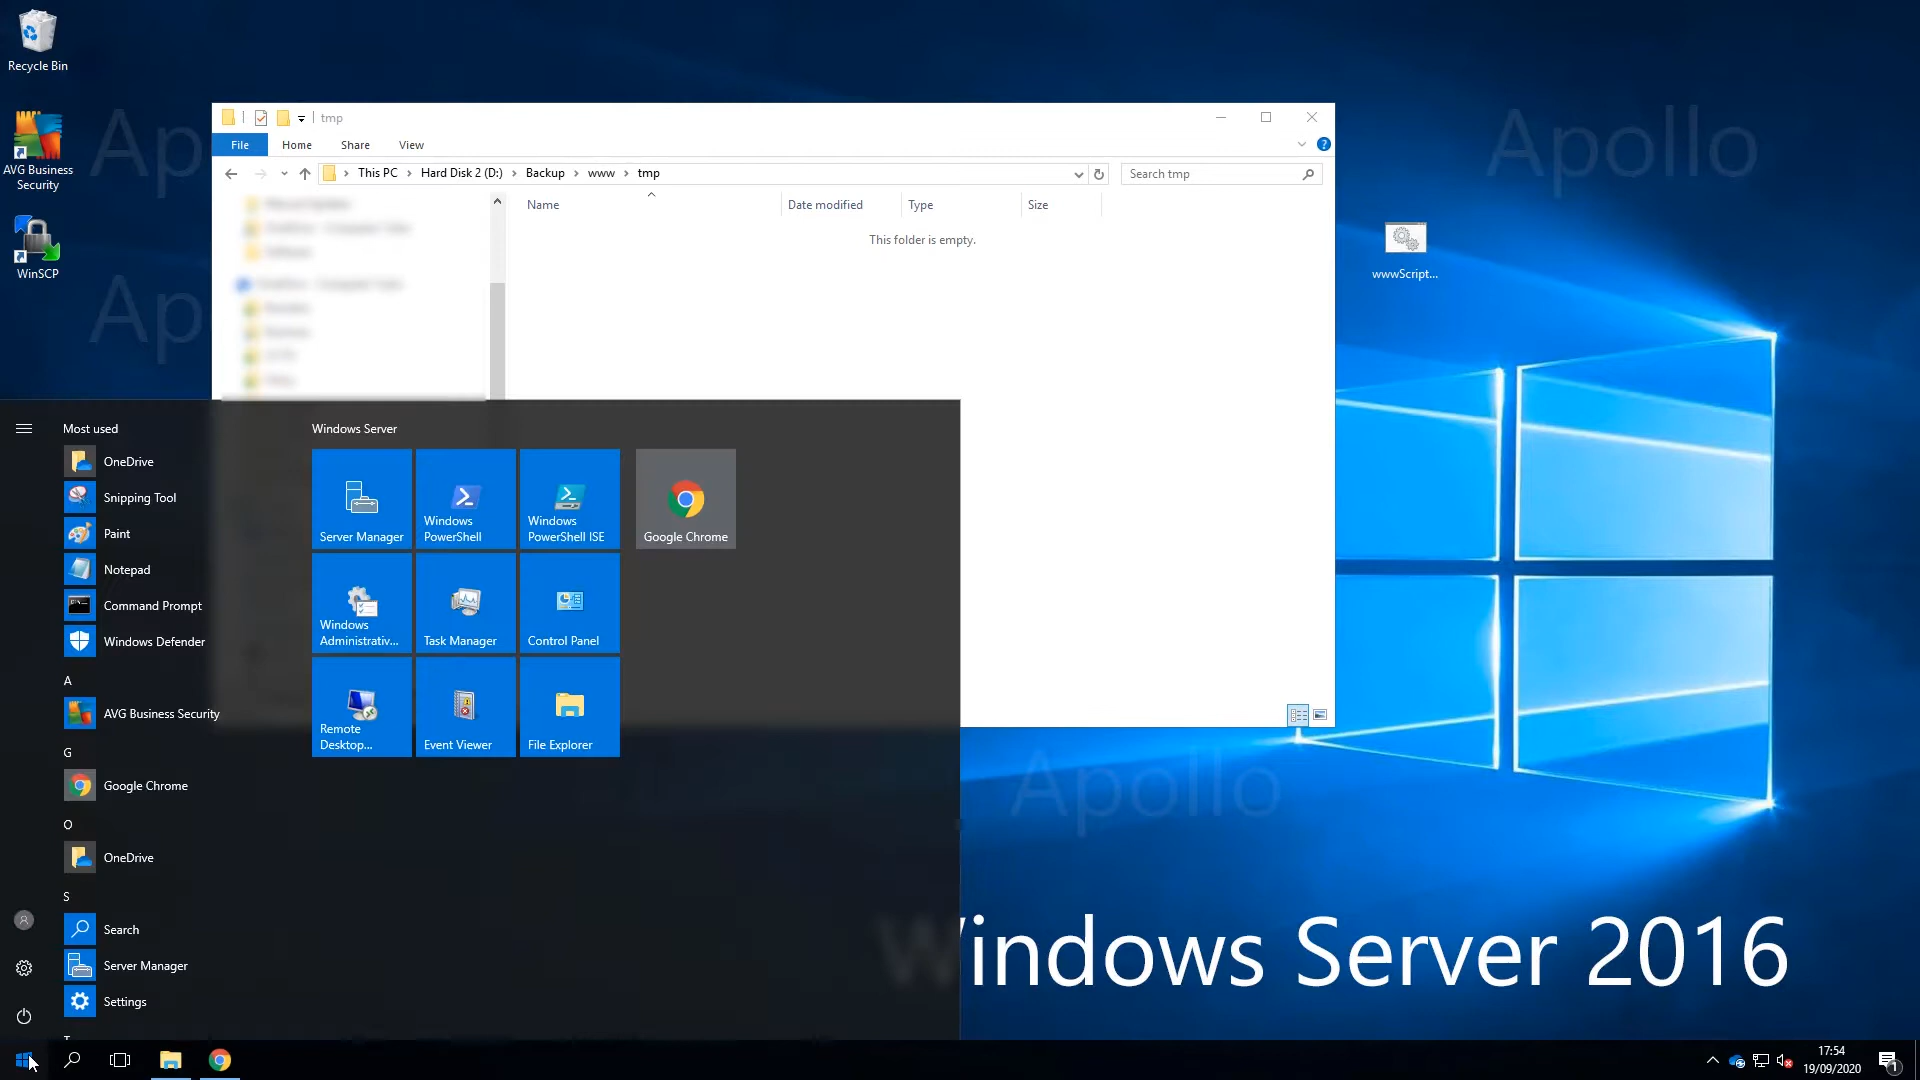 Recycle Bin
AVG Business
Security
WinSCP
Apollo
tmp
File
Home
Share
View
This PC
Hard Disk 2 (D:)
Backup
www
tmp
Search tmp
Name
Date modified
Type
Size
This folder is empty.
wwwScript...
Most used
OneDrive
Snipping Tool
Paint
Notepad
Command Prompt
Windows Defender
A
AVG Business Security
G
Google Chrome
O
OneDrive
S
Search
Server Manager
Settings
Windows Server
Server Manager
Windows
PowerShell
Windows
PowerShell ISE
Google Chrome
Windows
Administrativ...
Task Manager
Control Panel
Remote
Desktop...
Event Viewer
File Explorer
Apollo
Windows Server 2016
17:54
19/09/2020
1